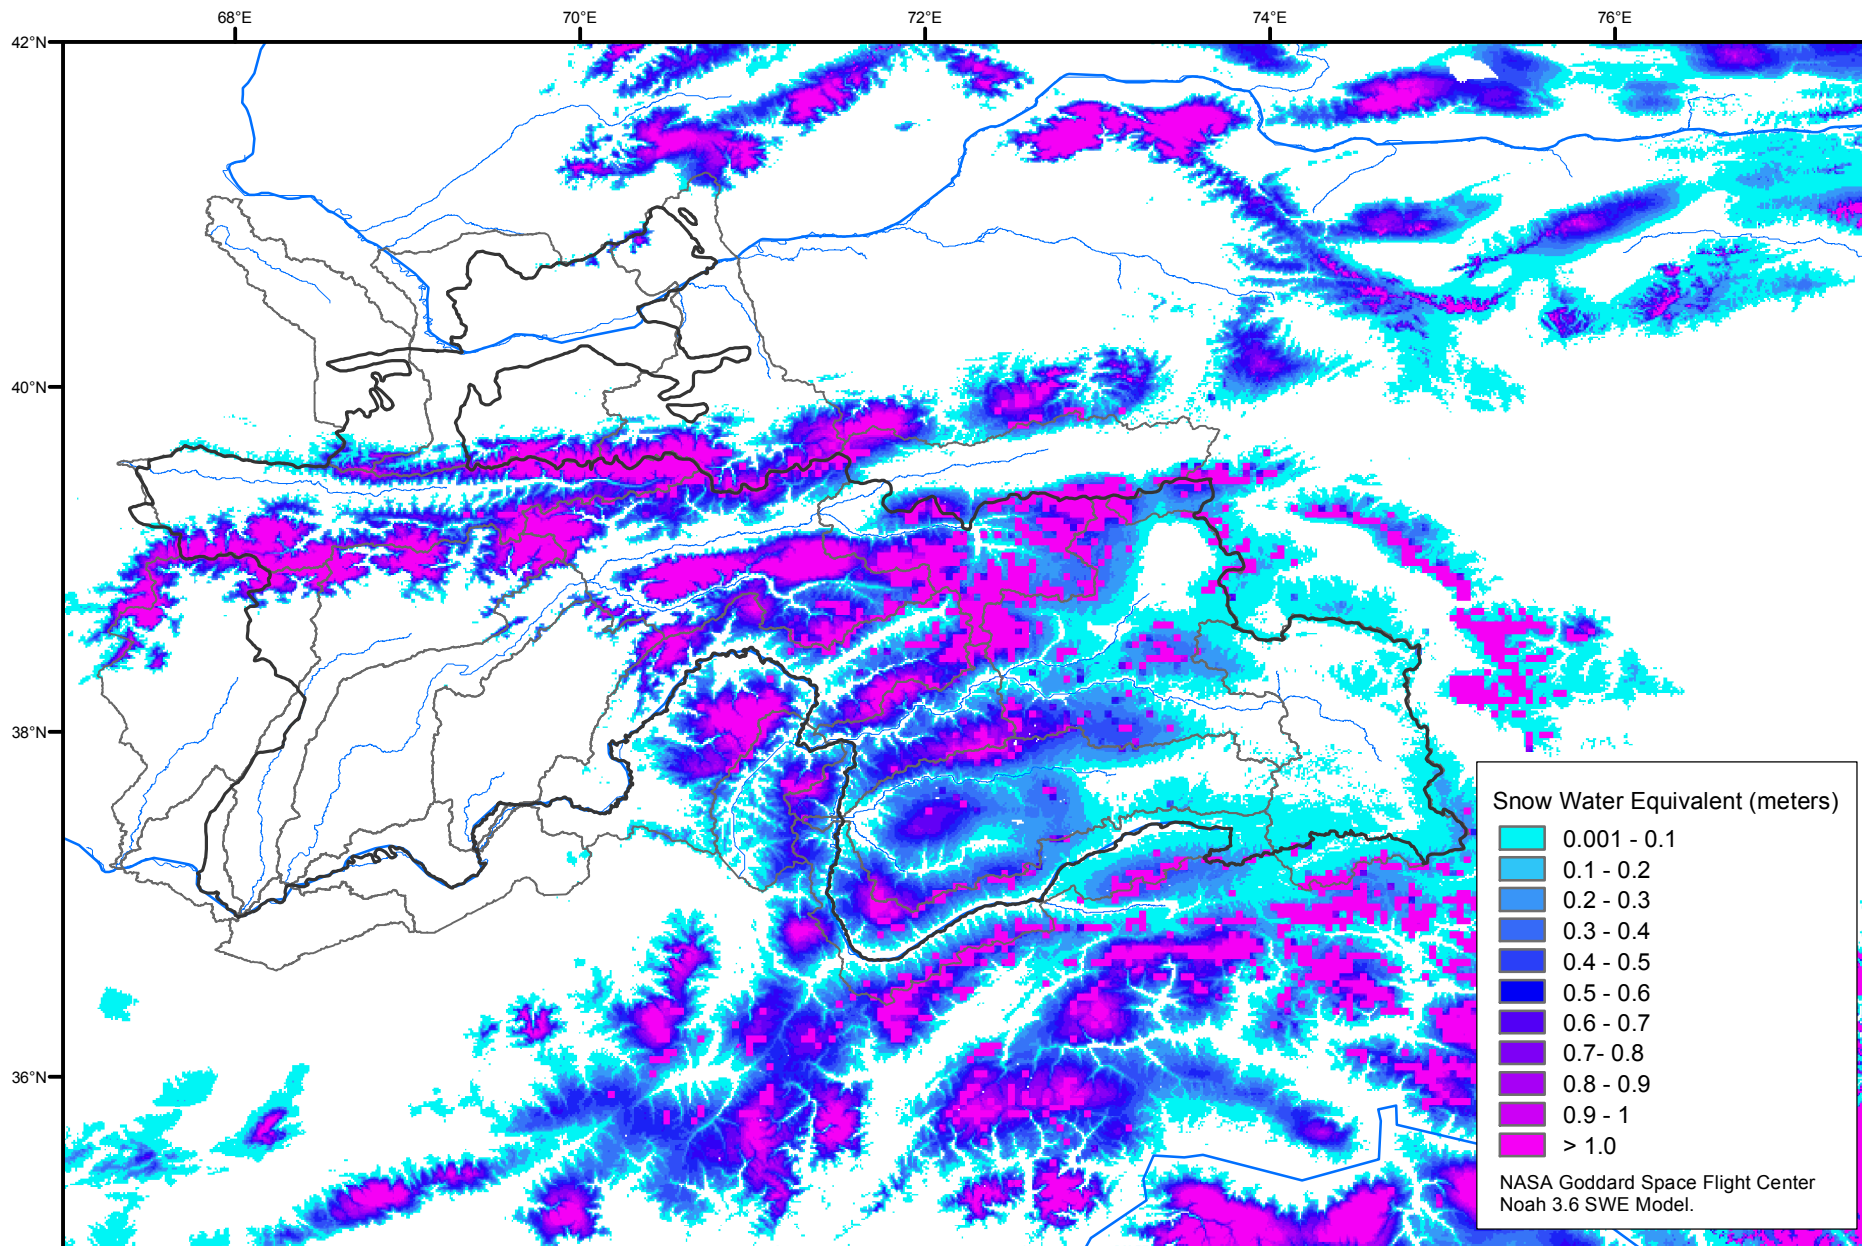 68°E 70°E 72°E 74°E 76°E
42°N
40°N
38°N
36°N
Snow Water Equivalent (meters)
0.001 - 0.1
0.1 - 0.2
0.2 - 0.3
0.3 - 0.4
0.4 - 0.5
0.5 - 0.6
0.6 - 0.7
0.7- 0.8
0.8 - 0.9
0.9 - 1
> 1.0
NASA Goddard Space Flight Center
Noah 3.6 SWE Model.